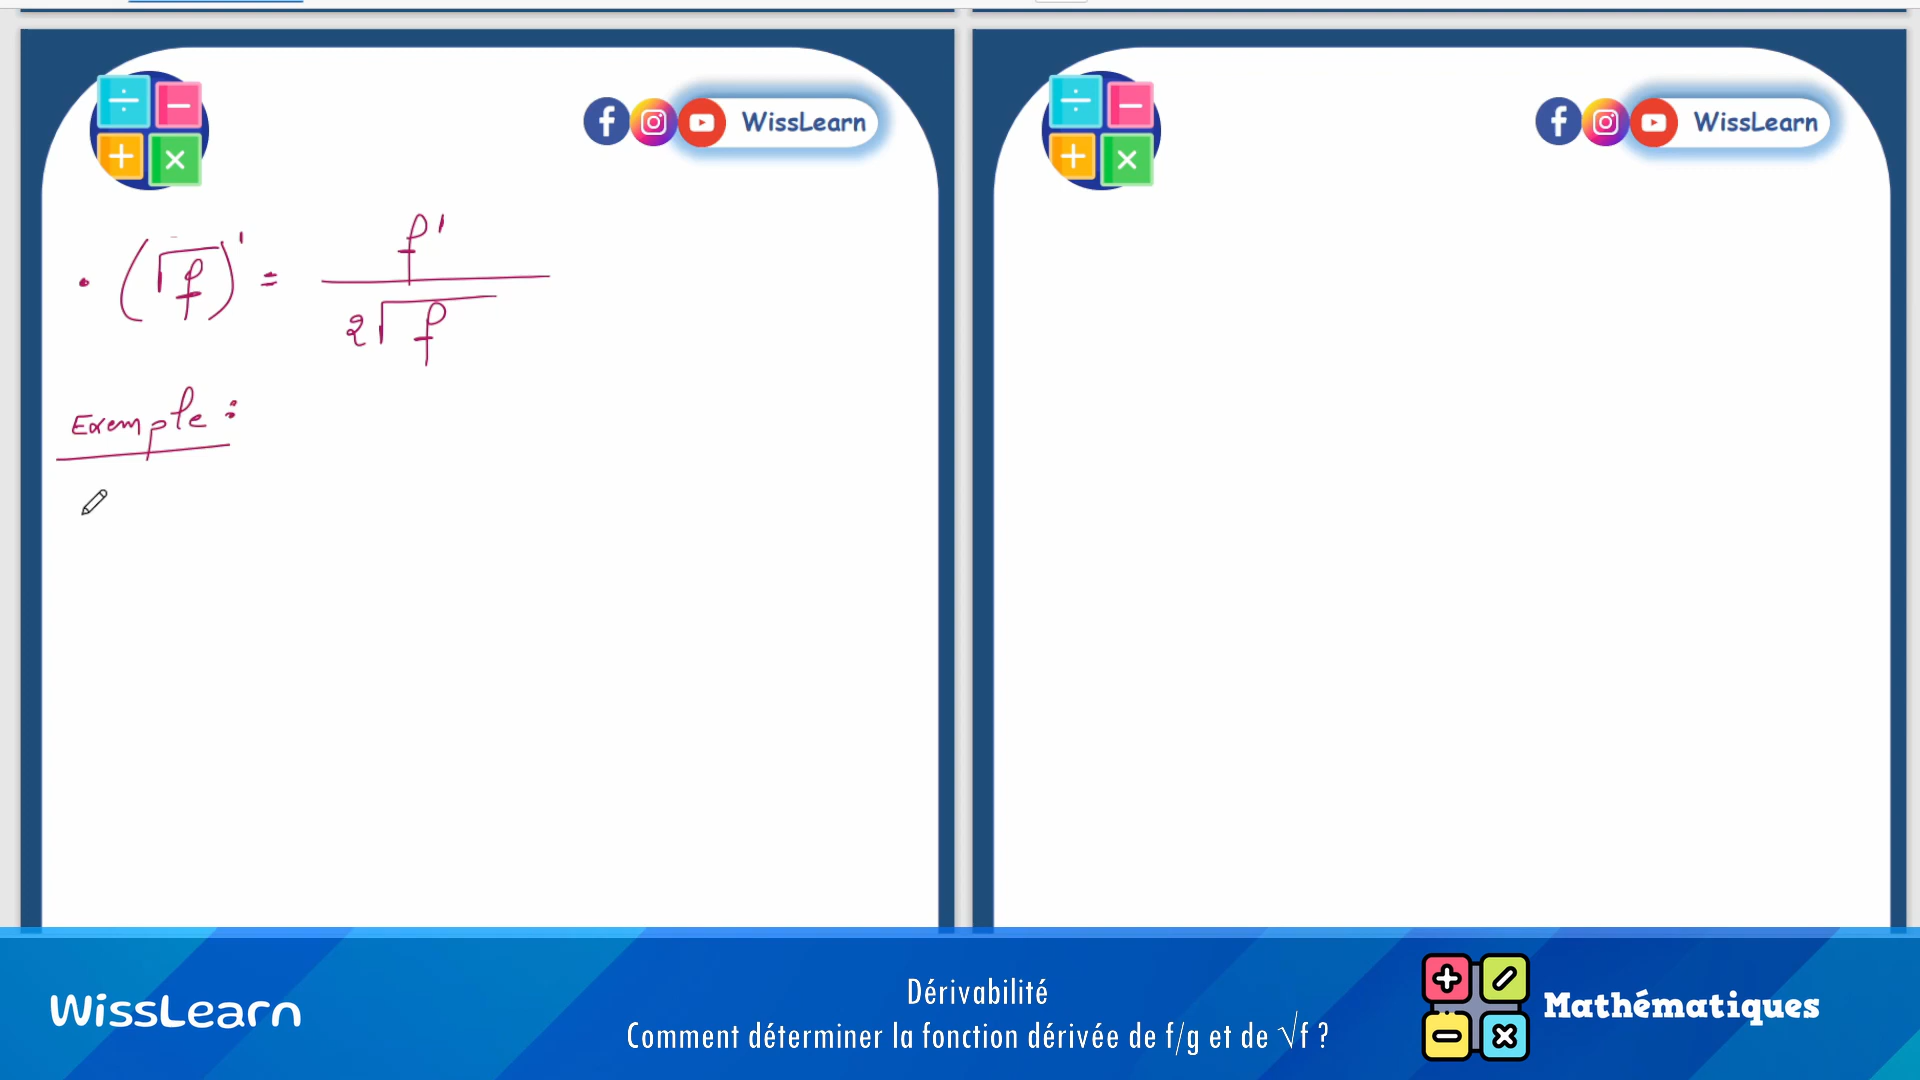 WissLearn
WissLearn
• (√f)' = f' / 2√f
Exemple :
WissLearn
Dérivabilité
Comment déterminer la fonction dérivée de f/g et de √f ?
Mathématiques